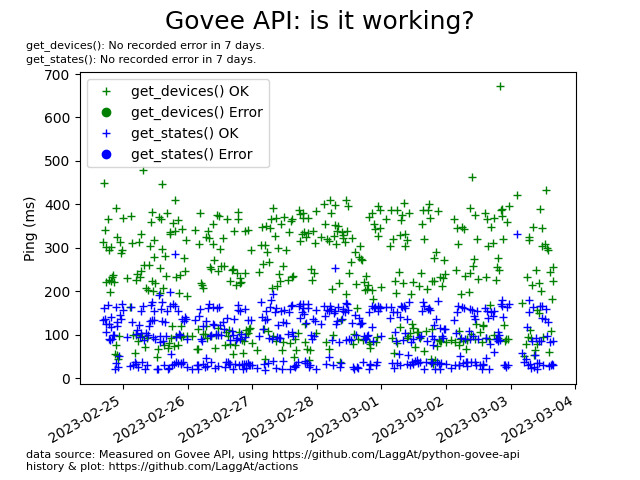 Govee API: is it working?
get_devices(): No recorded error in 7 days.
get_states(): No recorded error in 7 days.
700
600
500
400
300
200
100
0
Ping (ms)
get_devices() OK
get_devices() Error
get_states() OK
get_states() Error
2023-02-25
2023-02-26
2023-02-27
2023-02-28
2023-03-01
2023-03-02
2023-03-03
2023-03-04
data source: Measured on Govee API, using https://github.com/LaggAt/python-govee-api
history & plot: https://github.com/LaggAt/actions